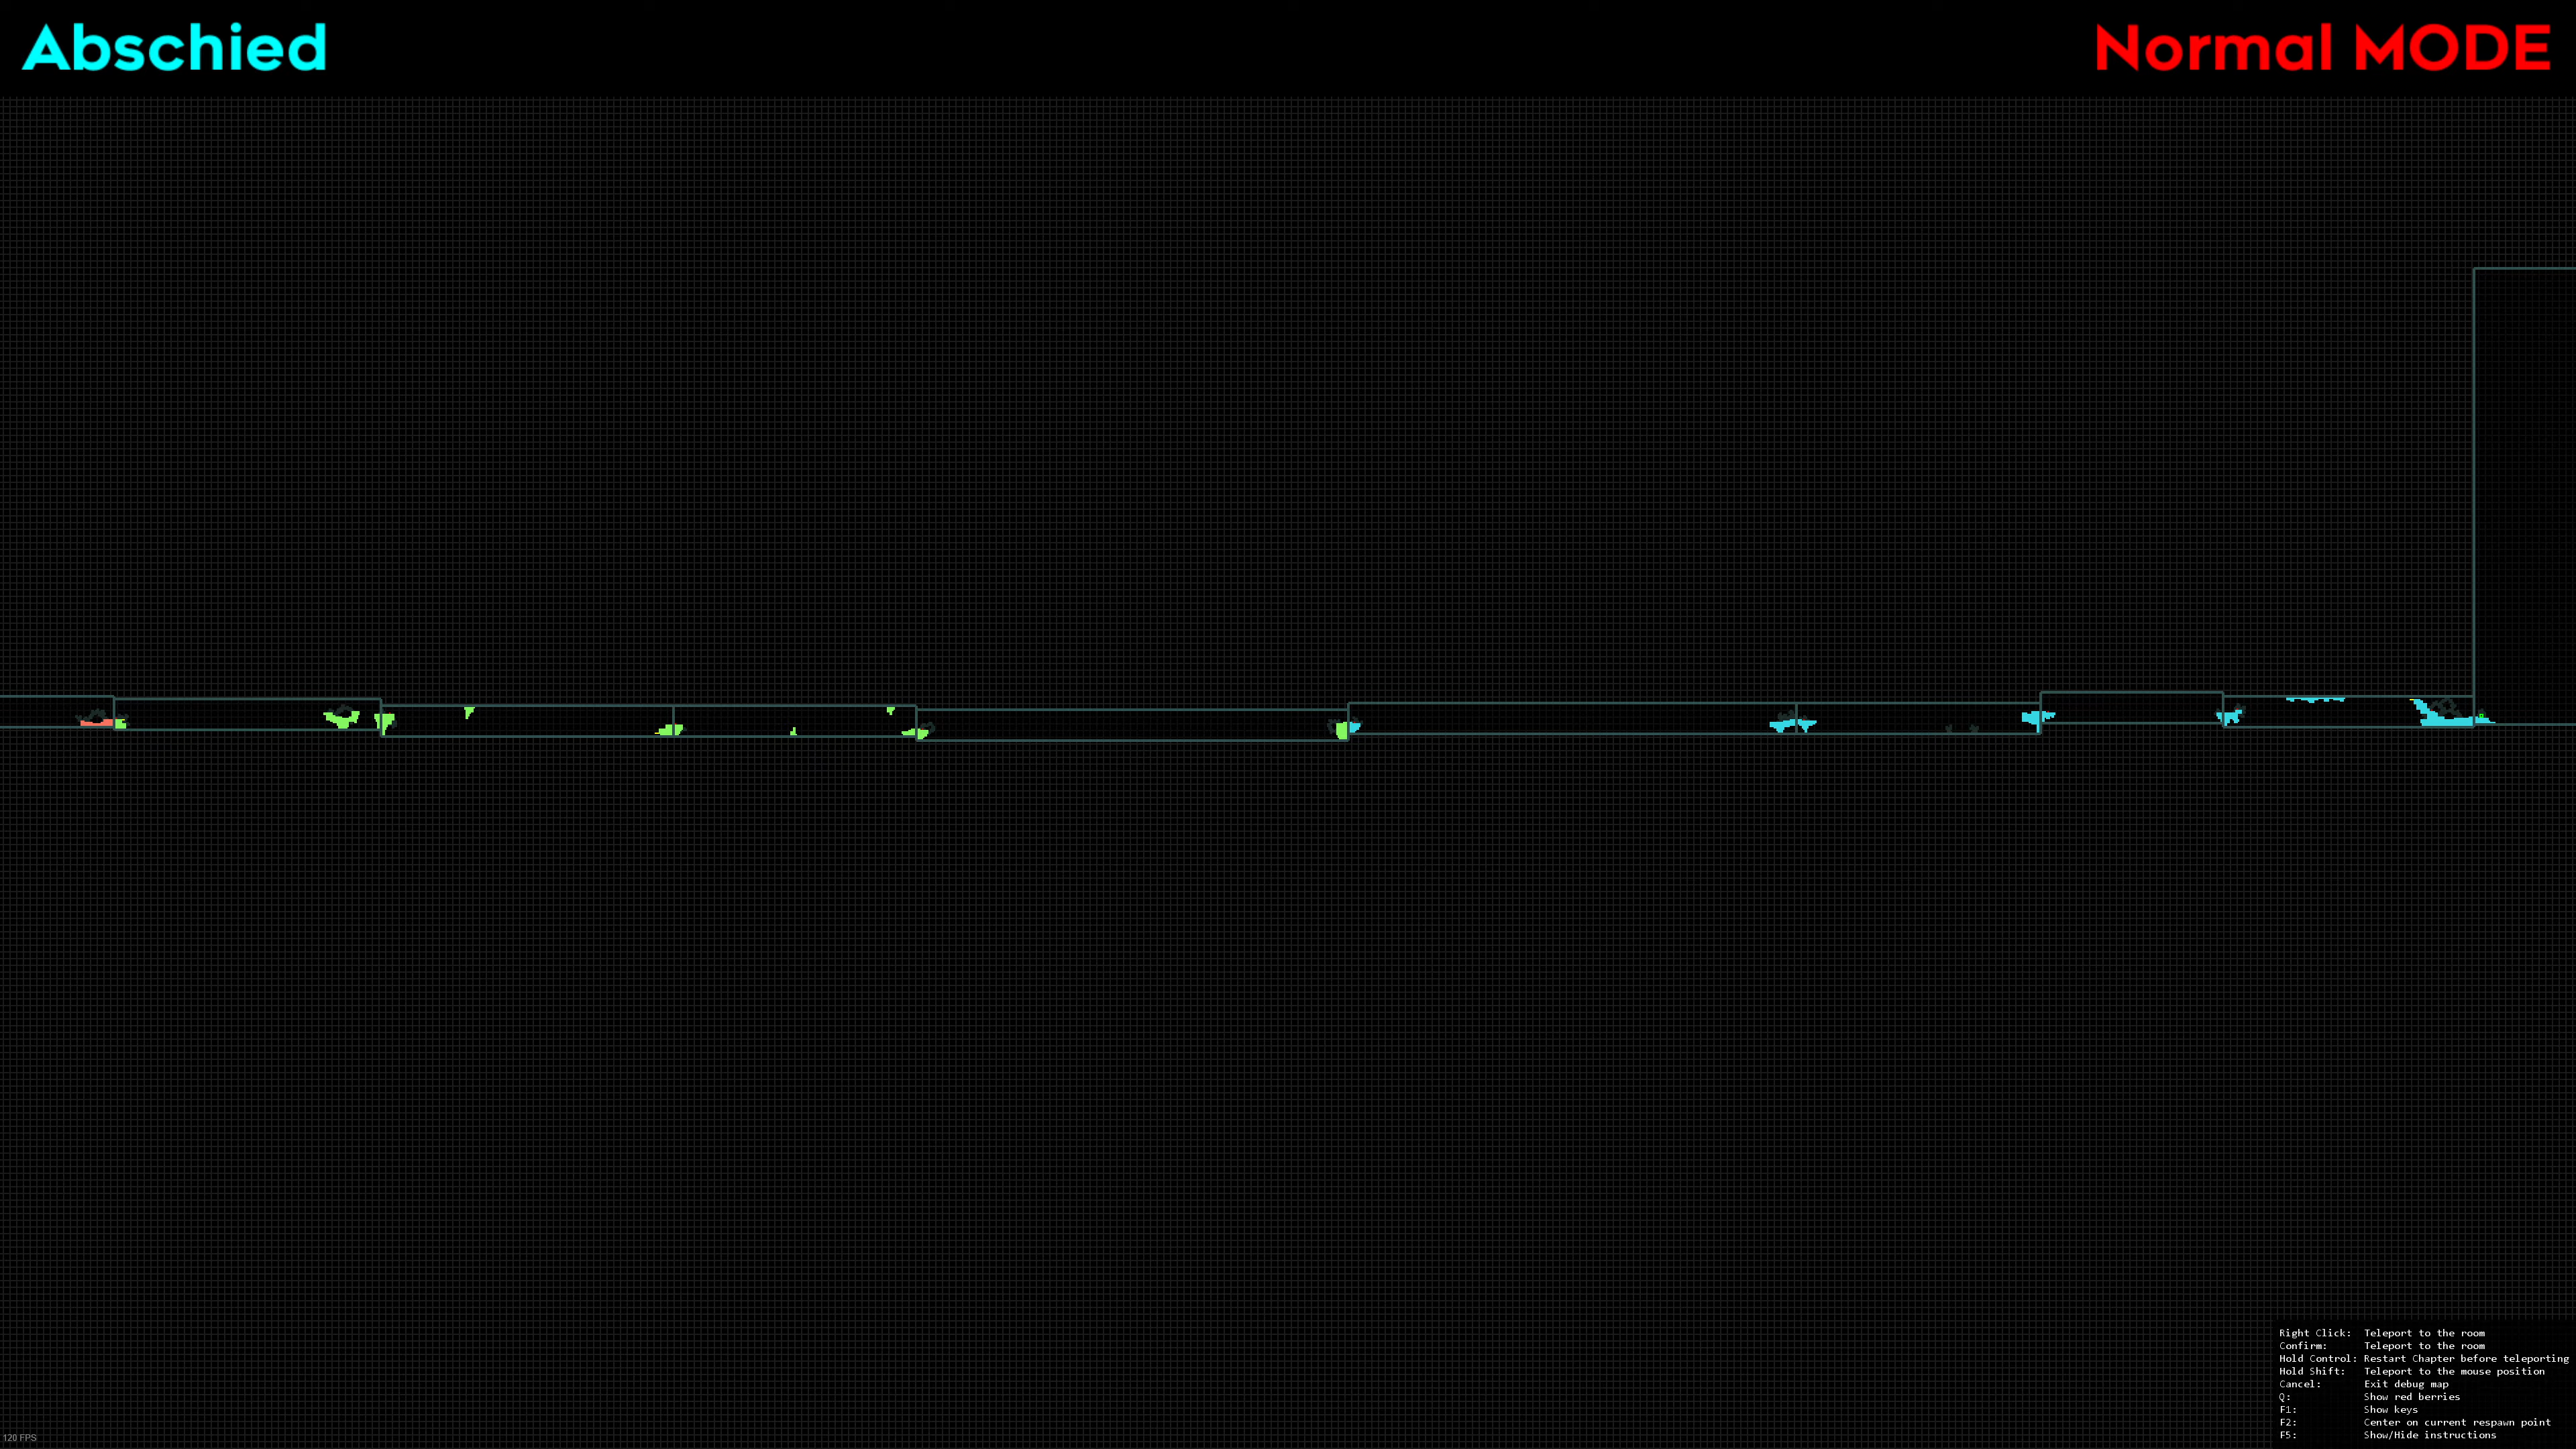 Abschied
Normal MODE
Right Click: Teleport to the room
Confirm: Teleport to the room
Hold Control: Restart Chapter before teleporting
Hold Shift: Teleport to the mouse position
Cancel: Exit debug map
Q: Show red berries
F1: Show keys
F2: Center on current respawn point
F5: Show/Hide instructions
120 FPS